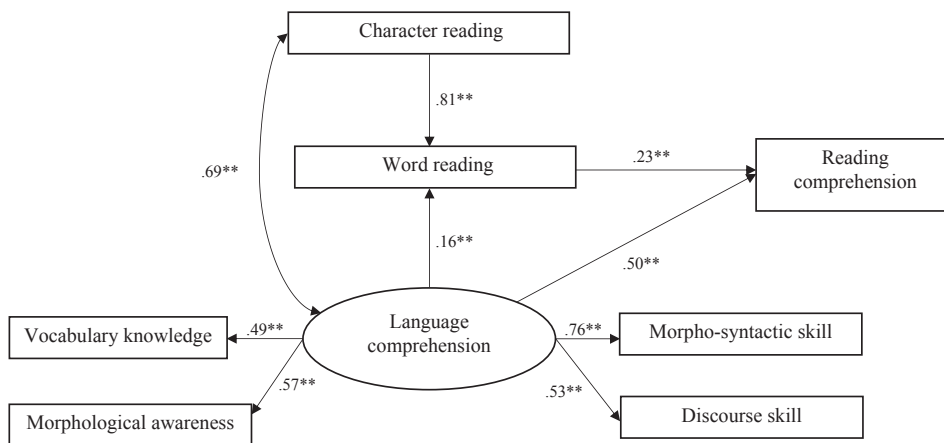 Character reading
.81**
.69**
Word reading
.23**
Reading
comprehension
.16**
.50**
Language
comprehension
Vocabulary knowledge
.49**
.76**
Morpho-syntactic skill
.57**
.53**
Morphological awareness
Discourse skill